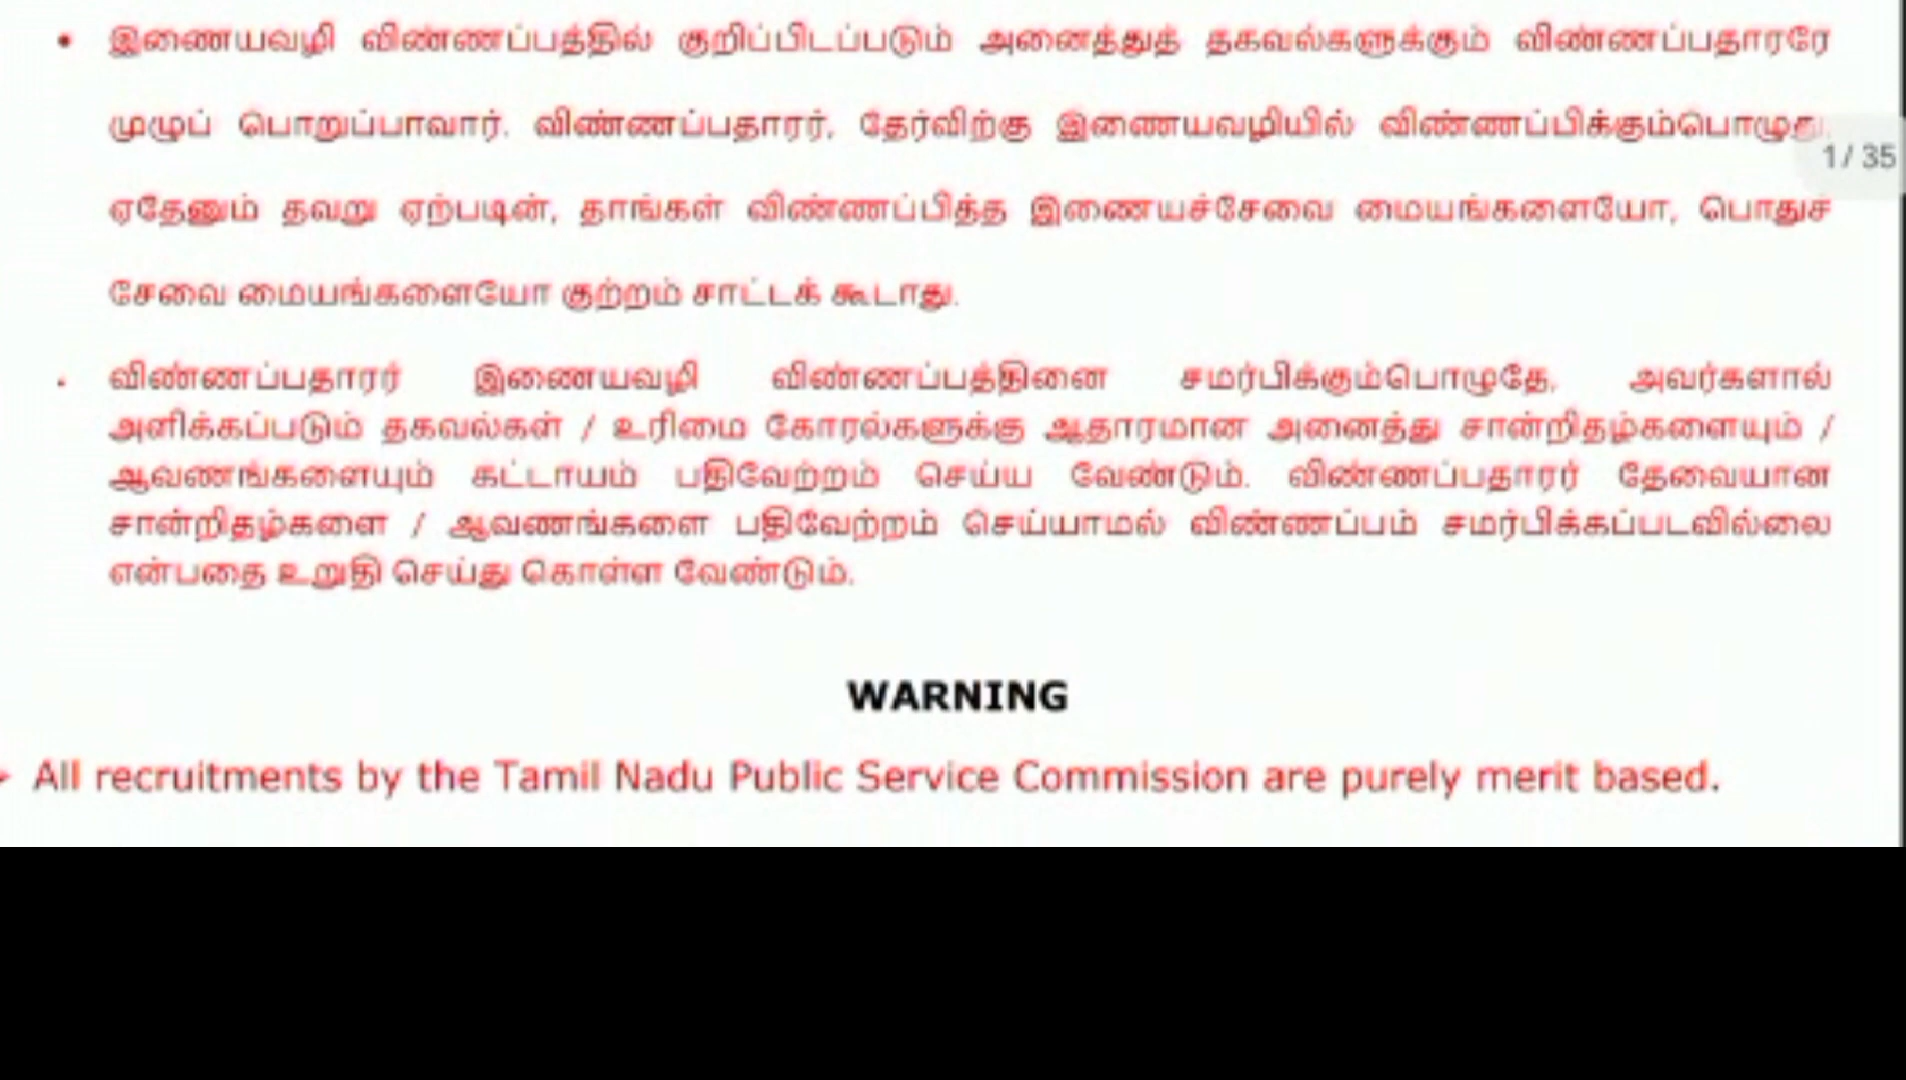 • இணையவழி விண்ணப்பத்தில் குறிப்பிடப்படும் அனைத்துத் தகவல்களுக்கும் விண்ணப்பதாரரே
முழுப் பொறுப்பாவார். விண்ணப்பதாரர், தேர்விற்கு இணையவழியில் விண்ணப்பிக்கும்பொழுது,
1 / 35
ஏதேனும் தவறு ஏற்படின், தாங்கள் விண்ணப்பித்த இணையச்சேவை மையங்களையோ, பொதுச்
சேவை மையங்களையோ குற்றம் சாட்டக் கூடாது.
• விண்ணப்பதாரர் இணையவழி விண்ணப்பத்தினை சமர்பிக்கும்பொழுதே, அவர்களால்
அளிக்கப்படும் தகவல்கள் / உரிமை கோரல்களுக்கு ஆதாரமான அனைத்து சான்றிதழ்களையும் /
ஆவணங்களையும் கட்டாயம் பதிவேற்றம் செய்ய வேண்டும். விண்ணப்பதாரர் தேவையான
சான்றிதழ்களை / ஆவணங்களை பதிவேற்றம் செய்யாமல் விண்ணப்பம் சமர்பிக்கப்படவில்லை
என்பதை உறுதி செய்து கொள்ள வேண்டும்.
WARNING
All recruitments by the Tamil Nadu Public Service Commission are purely merit based.